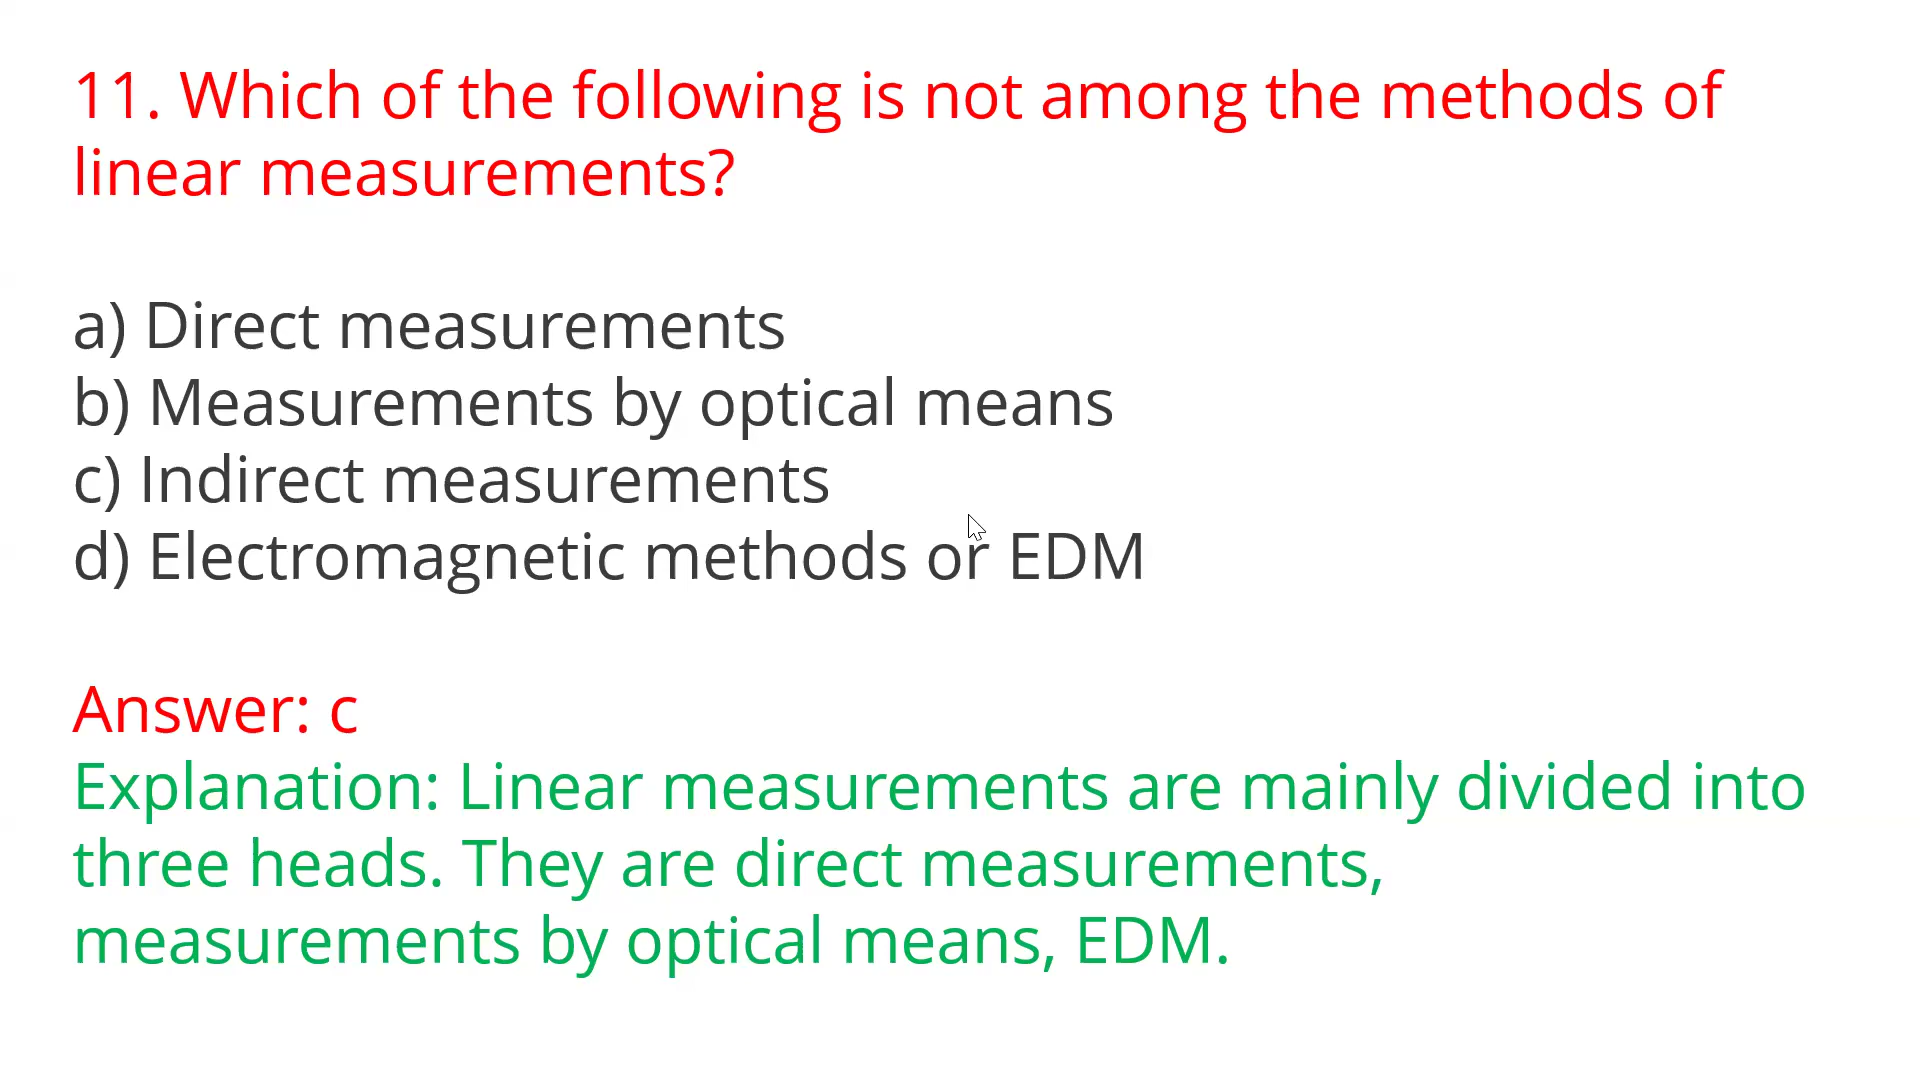 11. Which of the following is not among the methods of
linear measurements?
a) Direct measurements
b) Measurements by optical means
c) Indirect measurements
d) Electromagnetic methods or EDM
Answer: c
Explanation: Linear measurements are mainly divided into
three heads. They are direct measurements,
measurements by optical means, EDM.